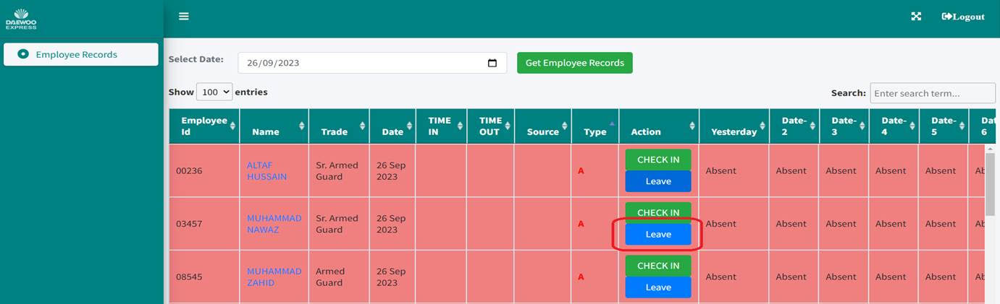 DAEWOO
EXPRESS
Logout
Employee Records
Select Date: 26/09/2023 Get Employee Records
Show 100 entries Search: Enter search term...
Employee Id Name Trade Date TIME IN TIME OUT Source Type Action Yesterday Date-2 Date-3 Date-4 Date-5 Dat 6
00236 ALTAF HUSSAIN Sr. Armed Guard 26 Sep 2023 A CHECK IN Leave Absent Absent Absent Absent Absent Ab
03457 MUHAMMAD NAWAZ Sr. Armed Guard 26 Sep 2023 A CHECK IN Leave Absent Absent Absent Absent Absent Ab
08545 MUHAMMAD ZAHID Armed Guard 26 Sep 2023 A CHECK IN Leave Absent Absent Absent Absent Absent Ab